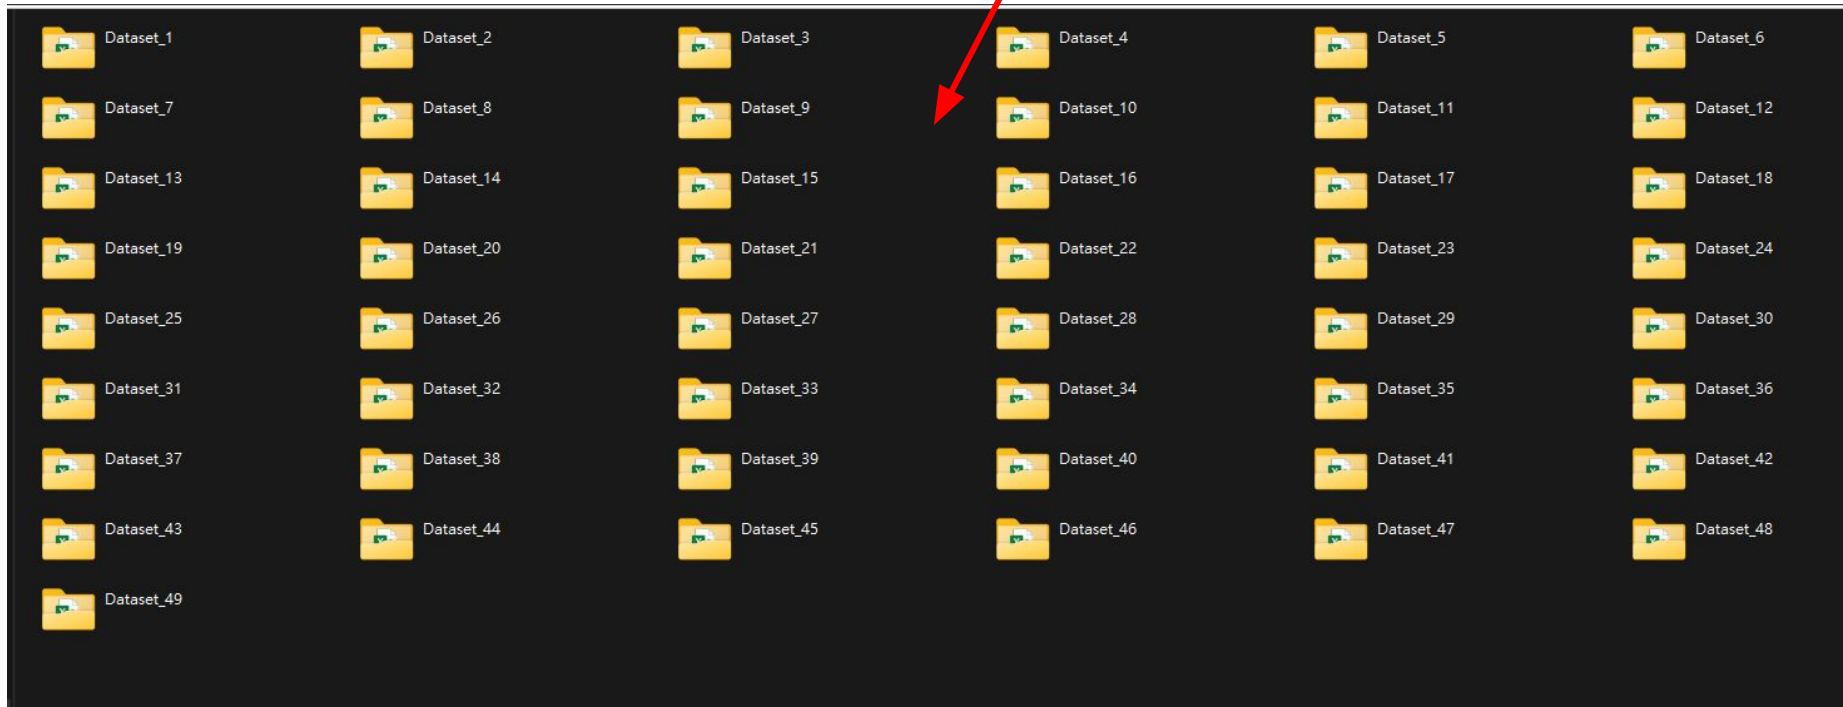 Dataset_1 Dataset_2 Dataset_3 Dataset_4 Dataset_5 Dataset_6
Dataset_7 Dataset_8 Dataset_9 Dataset_10 Dataset_11 Dataset_12
Dataset_13 Dataset_14 Dataset_15 Dataset_16 Dataset_17 Dataset_18
Dataset_19 Dataset_20 Dataset_21 Dataset_22 Dataset_23 Dataset_24
Dataset_25 Dataset_26 Dataset_27 Dataset_28 Dataset_29 Dataset_30
Dataset_31 Dataset_32 Dataset_33 Dataset_34 Dataset_35 Dataset_36
Dataset_37 Dataset_38 Dataset_39 Dataset_40 Dataset_41 Dataset_42
Dataset_43 Dataset_44 Dataset_45 Dataset_46 Dataset_47 Dataset_48
Dataset_49